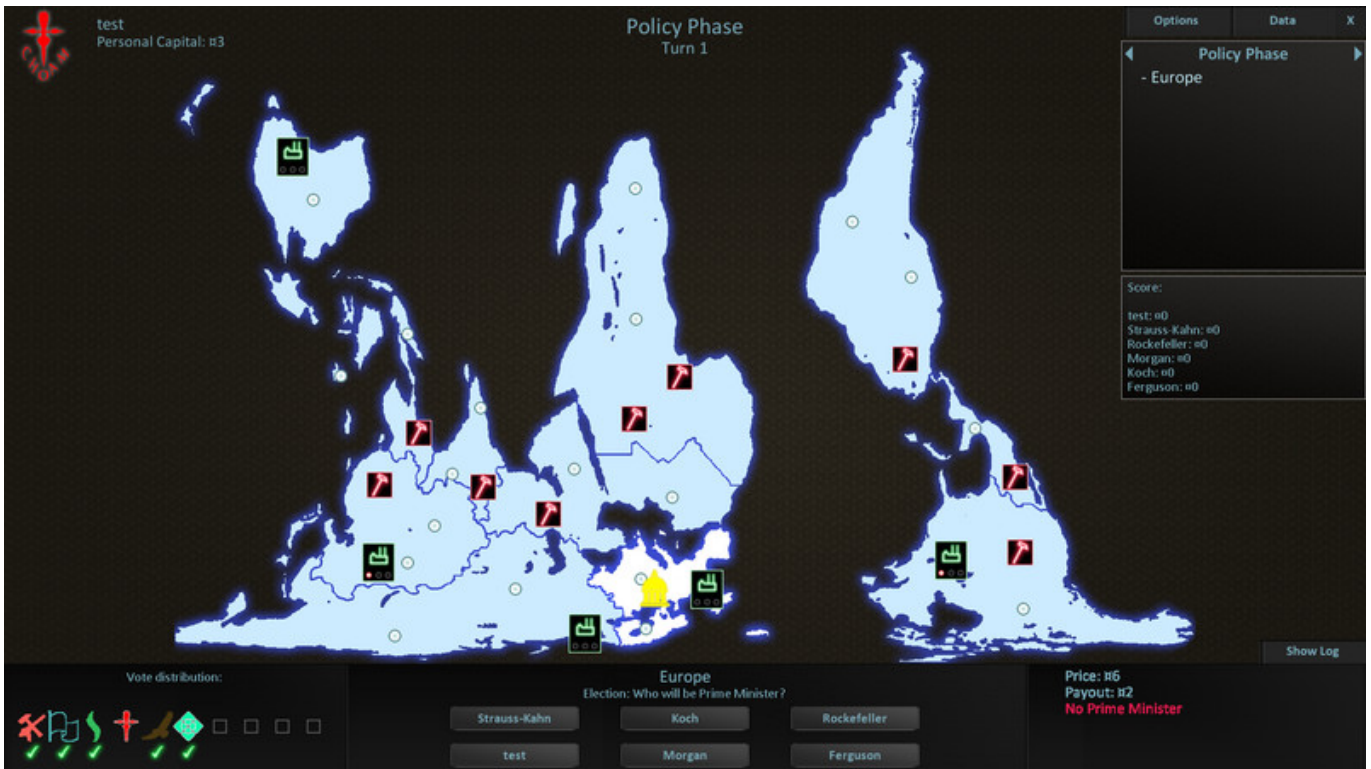 CHOAM
test
Personal Capital: ¤3
Policy Phase
Turn 1
Options
Data
X
Policy Phase
- Europe
Score:
test: ¤0
Strauss-Kahn: ¤0
Rockefeller: ¤0
Morgan: ¤0
Koch: ¤0
Ferguson: ¤0
Show Log
Vote distribution:
Europe
Election: Who will be Prime Minister?
Strauss-Kahn
Koch
Rockefeller
test
Morgan
Ferguson
Price: ¤6
Payout: ¤2
No Prime Minister